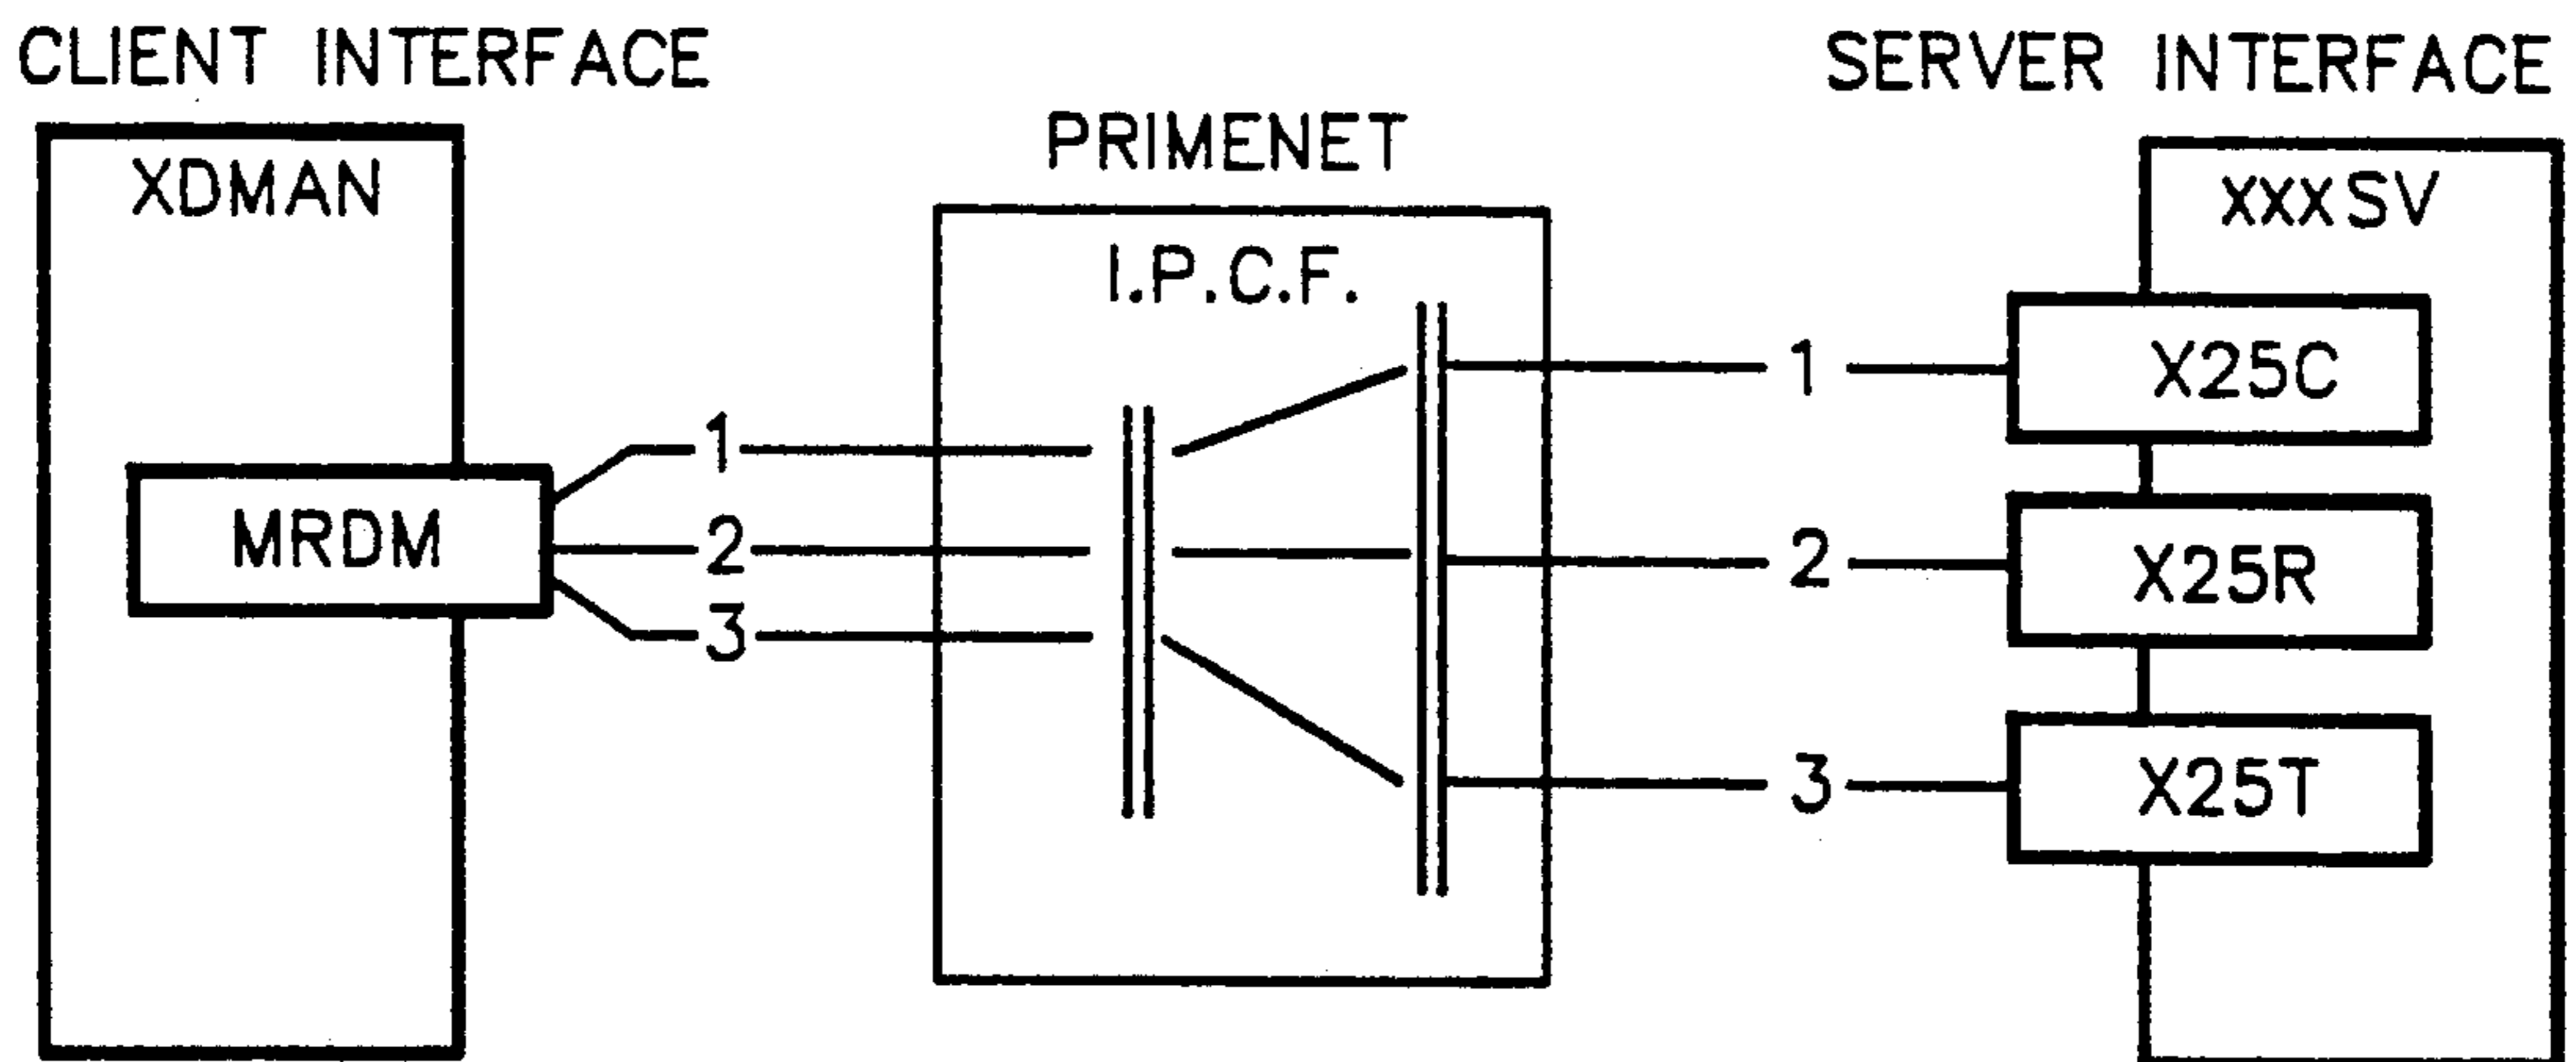 CLIENT INTERFACE
SERVER INTERFACE
PRIMENET
XDMAN
XXXSV
I.P.C.F.
1
1
X25C
MRDM
2
2
X25R
3
3
X25T